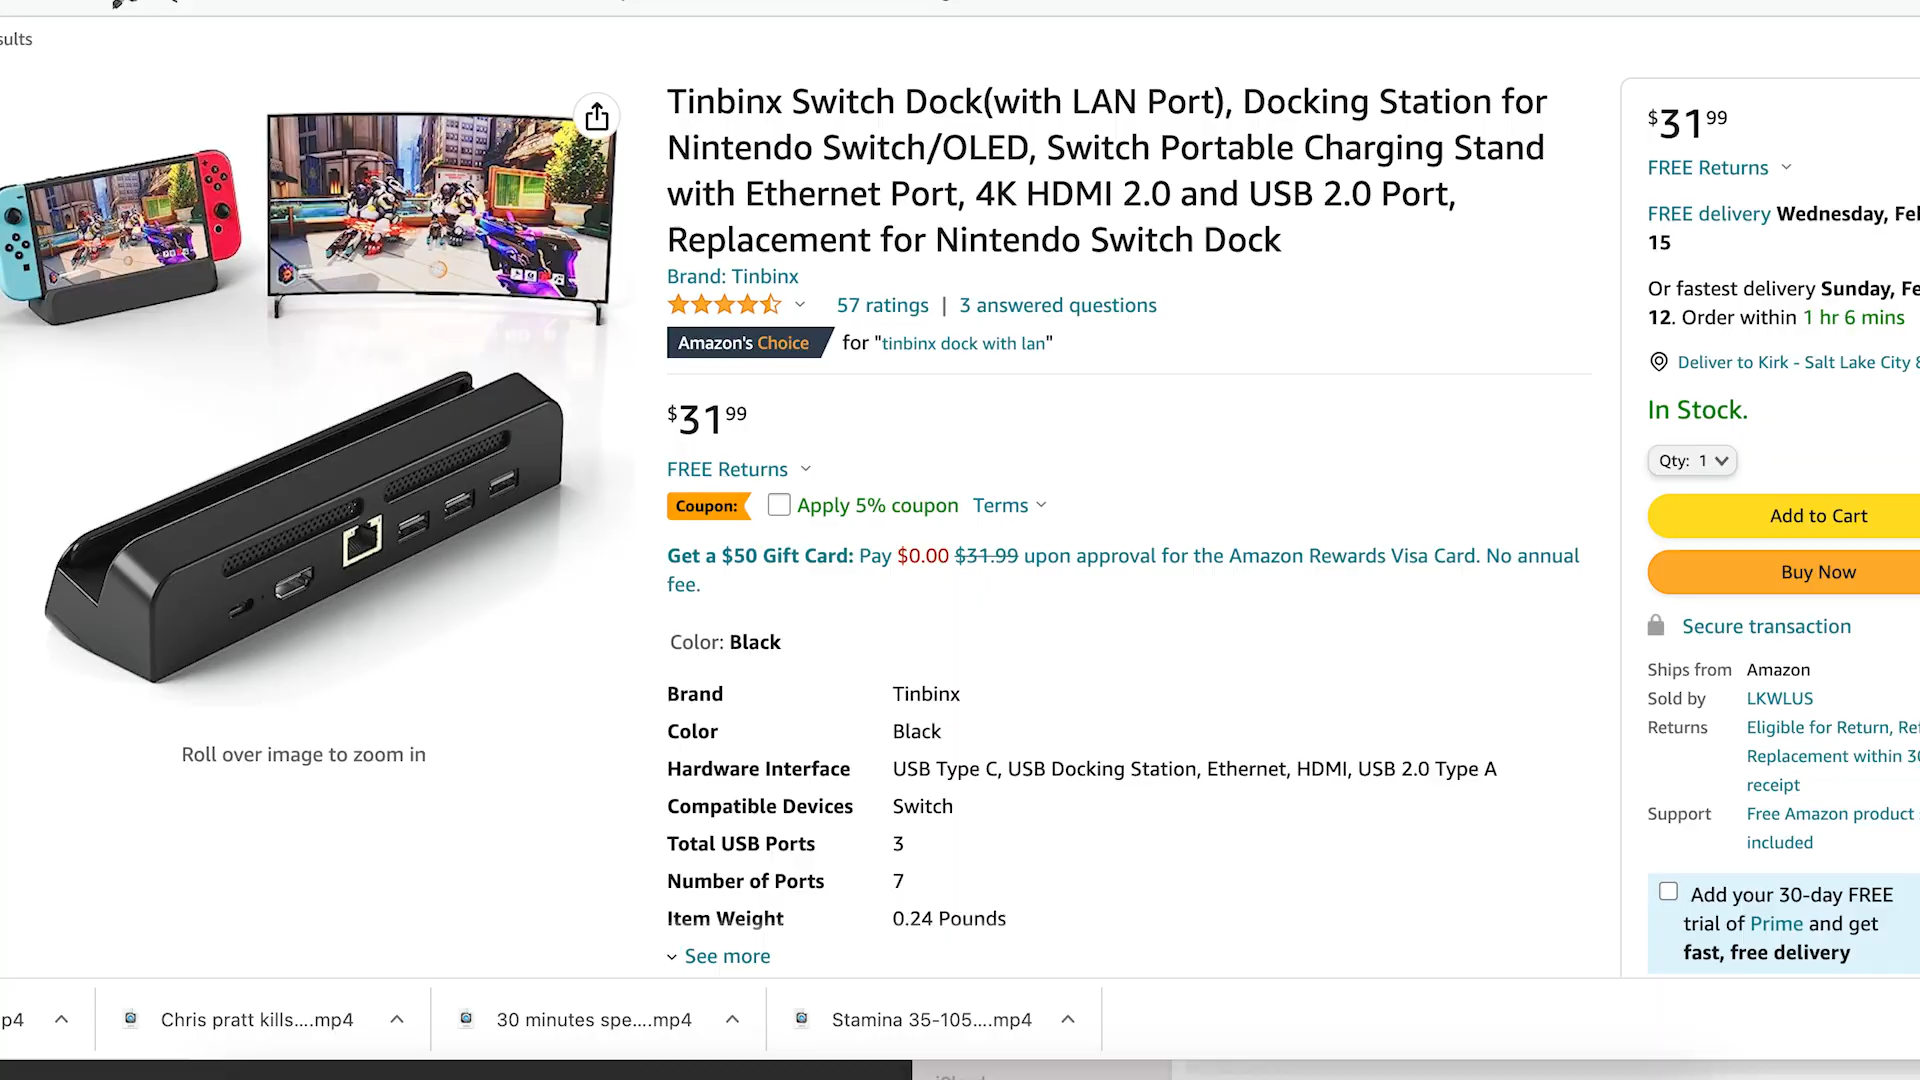 sults
Tinbinx Switch Dock(with LAN Port), Docking Station for
Nintendo Switch/OLED, Switch Portable Charging Stand
with Ethernet Port, 4K HDMI 2.0 and USB 2.0 Port,
Replacement for Nintendo Switch Dock
Brand: Tinbinx
57 ratings | 3 answered questions
Amazon's Choice for "tinbinx dock with lan"
$31 99
FREE Returns
Coupon: Apply 5% coupon Terms
Get a $50 Gift Card: Pay $0.00 $31.99 upon approval for the Amazon Rewards Visa Card. No annual
fee.
Color: Black
Brand Tinbinx
Color Black
Hardware Interface USB Type C, USB Docking Station, Ethernet, HDMI, USB 2.0 Type A
Compatible Devices Switch
Total USB Ports 3
Number of Ports 7
Item Weight 0.24 Pounds
See more
Roll over image to zoom in
$31 99
FREE Returns
FREE delivery Wednesday, Fel
15
Or fastest delivery Sunday, Fe
12. Order within 1 hr 6 mins
Deliver to Kirk - Salt Lake City 8
In Stock.
Qty: 1
Add to Cart
Buy Now
Secure transaction
Ships from Amazon
Sold by LKWLUS
Returns Eligible for Return, Ref
Replacement within 30
receipt
Support Free Amazon product
included
Add your 30-day FREE
trial of Prime and get
fast, free delivery
p4
Chris pratt kills....mp4
30 minutes spe....mp4
Stamina 35-105....mp4